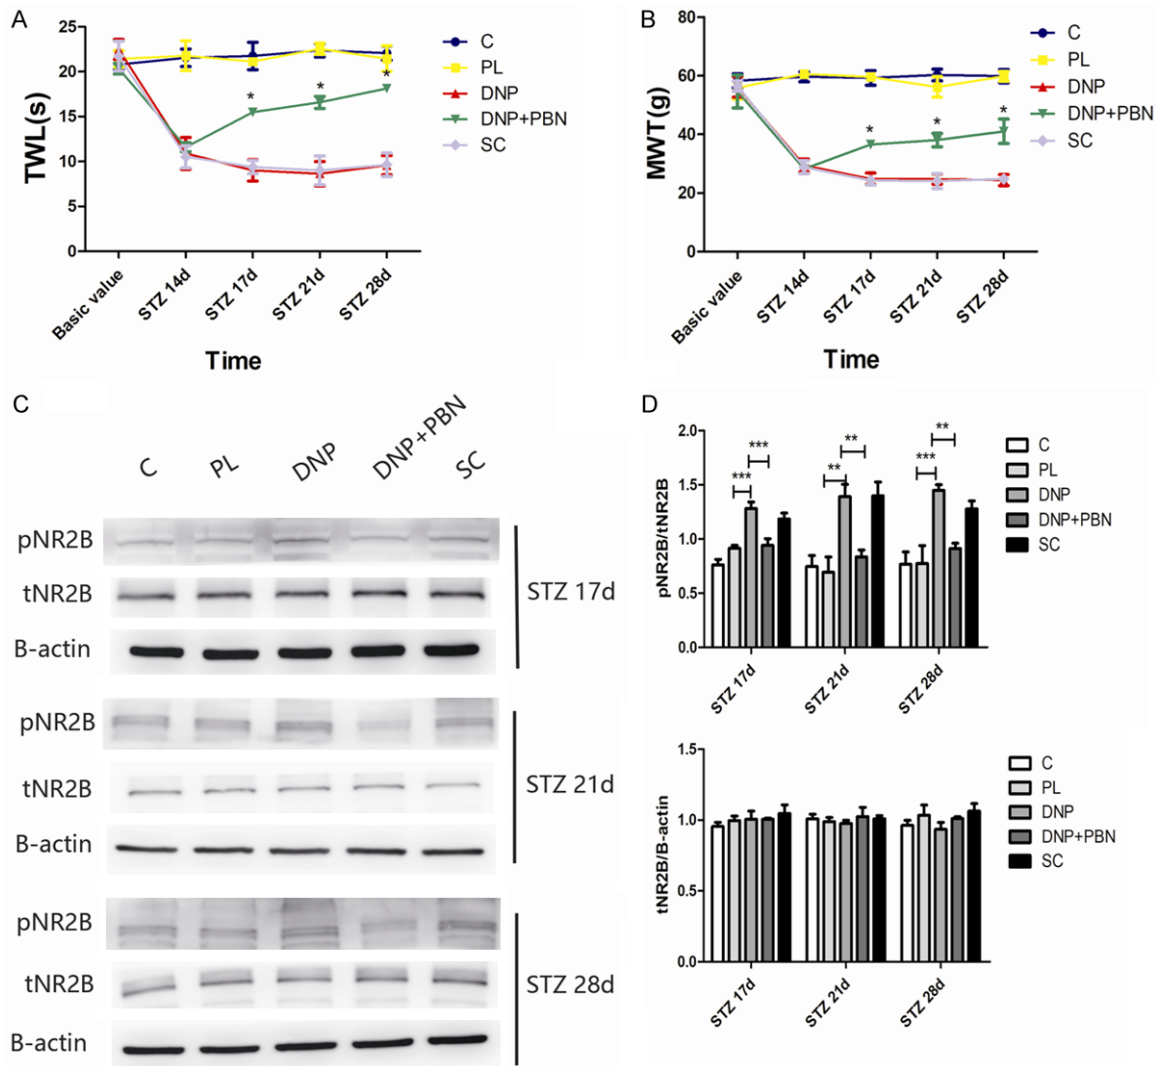 A
TWL(s)
25
20
15
10
5
0
Basic value
STZ 14d
STZ 17d
STZ 21d
STZ 28d
Time
*
*
*
C
PL
DNP
DNP+PBN
SC
B
MWT(g)
80
60
40
20
0
Basic value
STZ 14d
STZ 17d
STZ 21d
STZ 28d
Time
*
*
*
C
PL
DNP
DNP+PBN
SC
C
C PL DNP DNP+PBN SC
pNR2B
tNR2B
B-actin
STZ 17d
pNR2B
tNR2B
B-actin
STZ 21d
pNR2B
tNR2B
B-actin
STZ 28d
D
pNR2B/tNR2B
2.0
1.5
1.0
0.5
0.0
*** ***
** **
*** **
STZ 17d
STZ 21d
STZ 28d
C
PL
DNP
DNP+PBN
SC
tNR2B/B-actin
1.5
1.0
0.5
0.0
STZ 17d
STZ 21d
STZ 28d
C
PL
DNP
DNP+PBN
SC